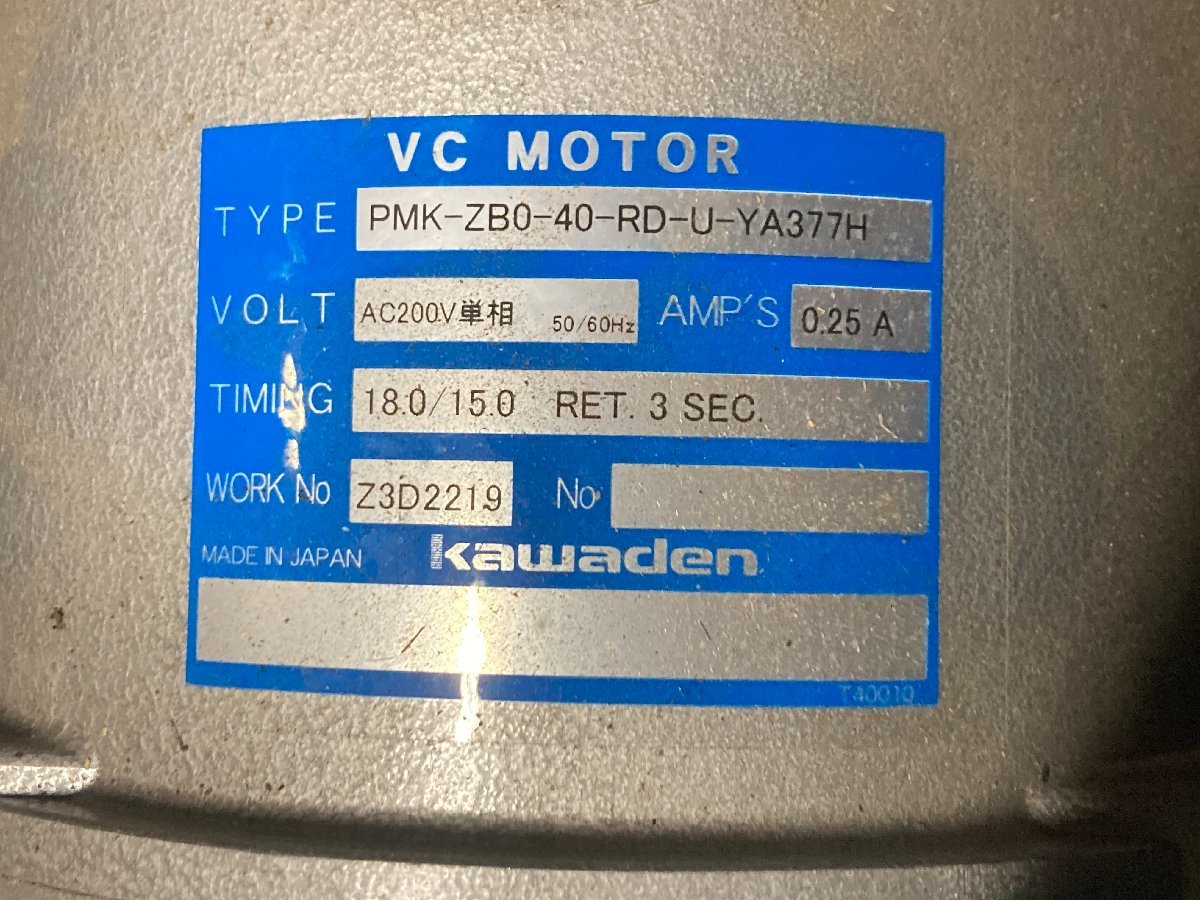 VC MOTOR
TYPE PMK-ZB0-40-RD-U-YA377H
VOLT AC200V単相 50/60Hz AMP'S 0.25 A
TIMING 18.0/15.0 RET. 3 SEC.
WORK No Z3D2219 No
MADE IN JAPAN kawaden
T40010